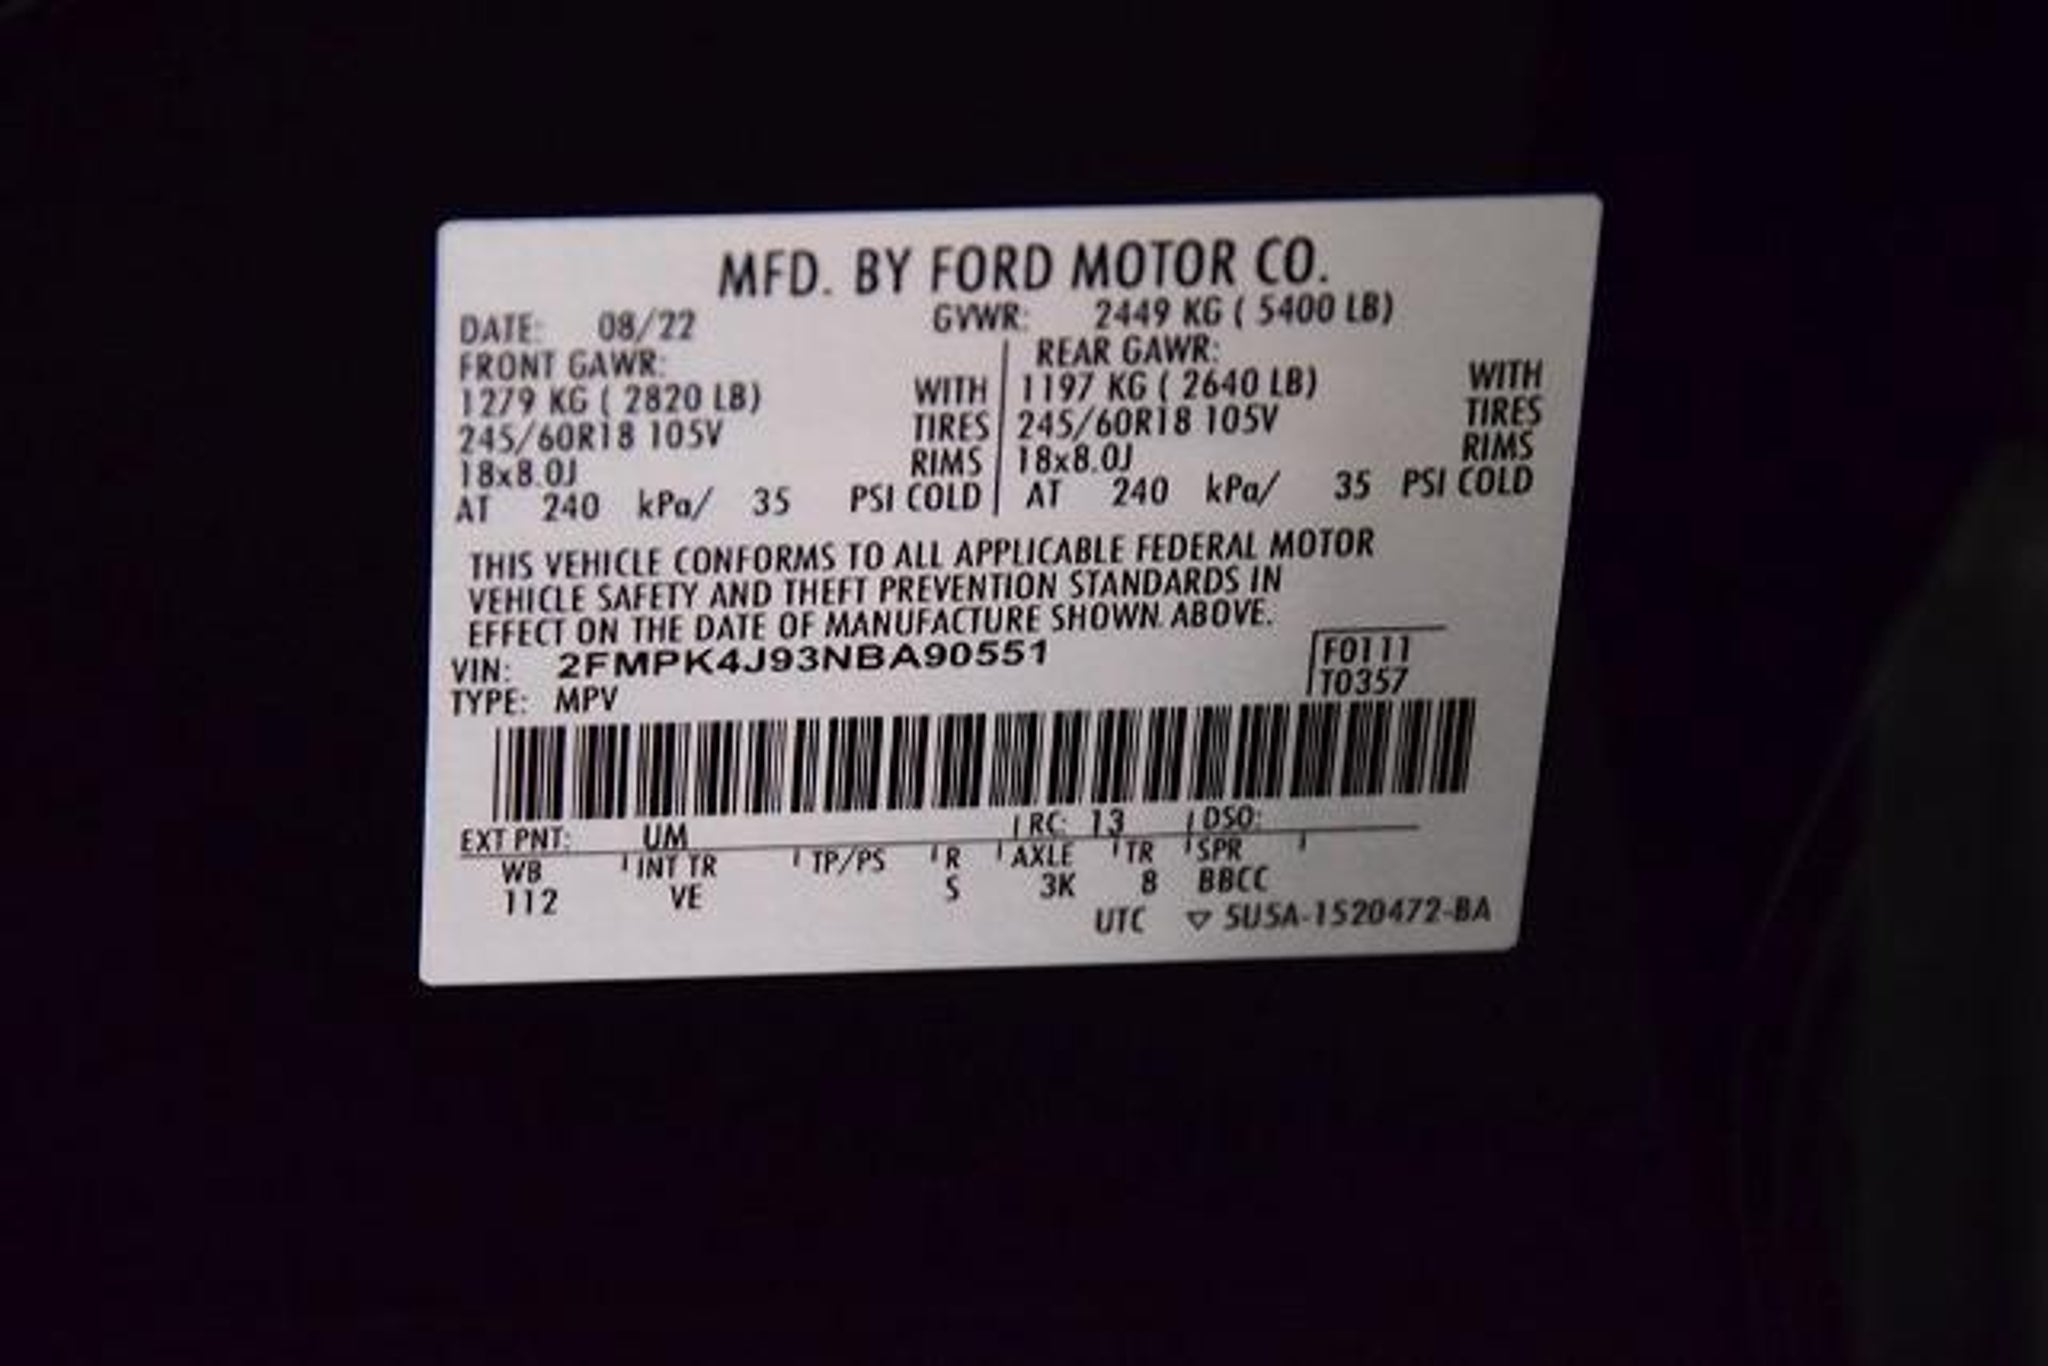 MFD. BY FORD MOTOR CO.
DATE: 08/22 GVWR: 2449 KG ( 5400 LB)
FRONT GAWR: REAR GAWR:
1279 KG ( 2820 LB) WITH 1197 KG ( 2640 LB) WITH
245/60R18 105V TIRES 245/60R18 105V TIRES
18x8.0J RIMS 18x8.0J RIMS
AT 240 kPa/ 35 PSI COLD AT 240 kPa/ 35 PSI COLD
THIS VEHICLE CONFORMS TO ALL APPLICABLE FEDERAL MOTOR
VEHICLE SAFETY AND THEFT PREVENTION STANDARDS IN
EFFECT ON THE DATE OF MANUFACTURE SHOWN ABOVE.
VIN: 2FMPK4J93NBA90551 F0111
TYPE: MPV T0357
EXT PNT: UM RC: 13 DSO:
WB INT TR TP/PS R AXLE TR SPR
112 VE S 3K 8 BBCC
UTC ▽ 5U5A-1520472-BA